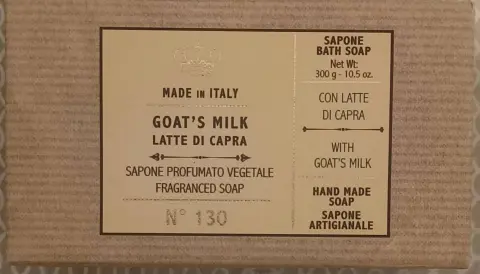 MADE IN ITALY
GOAT'S MILK
LATTE DI CAPRA
SAPONE PROFUMATO VEGETALE
FRAGRANCED SOAP
N° 130
SAPONE
BATH SOAP
Net Wt:
300 g - 10.5 oz.
CON LATTE
DI CAPRA
WITH
GOAT'S MILK
HAND MADE
SOAP
SAPONE
ARTIGIANALE